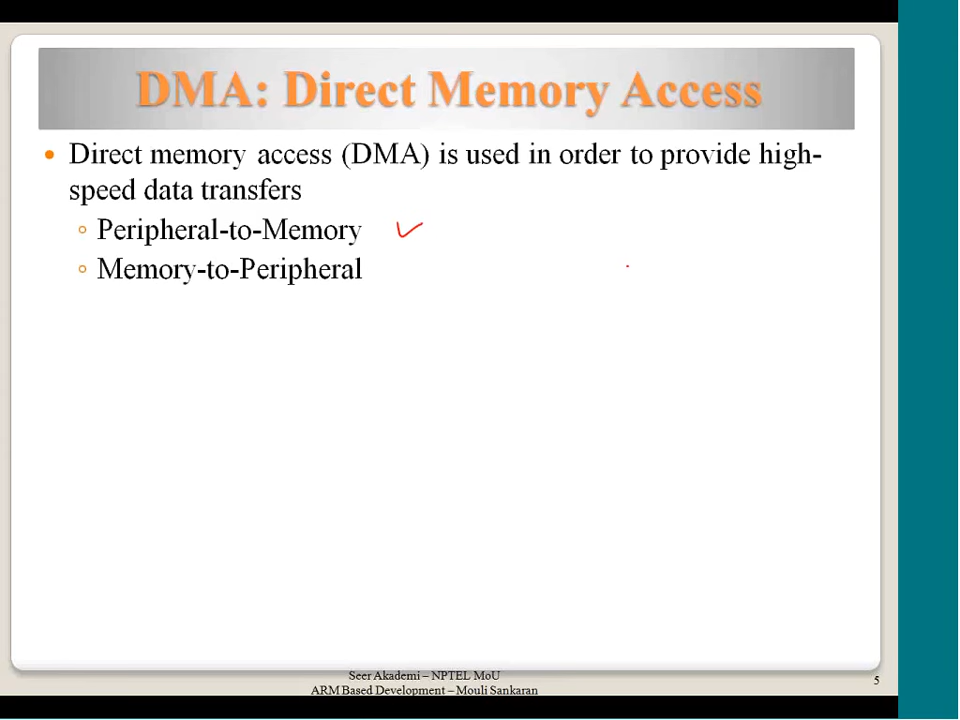 DMA: Direct Memory Access
• Direct memory access (DMA) is used in order to provide high-
speed data transfers
◦ Peripheral-to-Memory
◦ Memory-to-Peripheral
Seer Akademi – NPTEL MoU
ARM Based Development – Mouli Sankaran
5